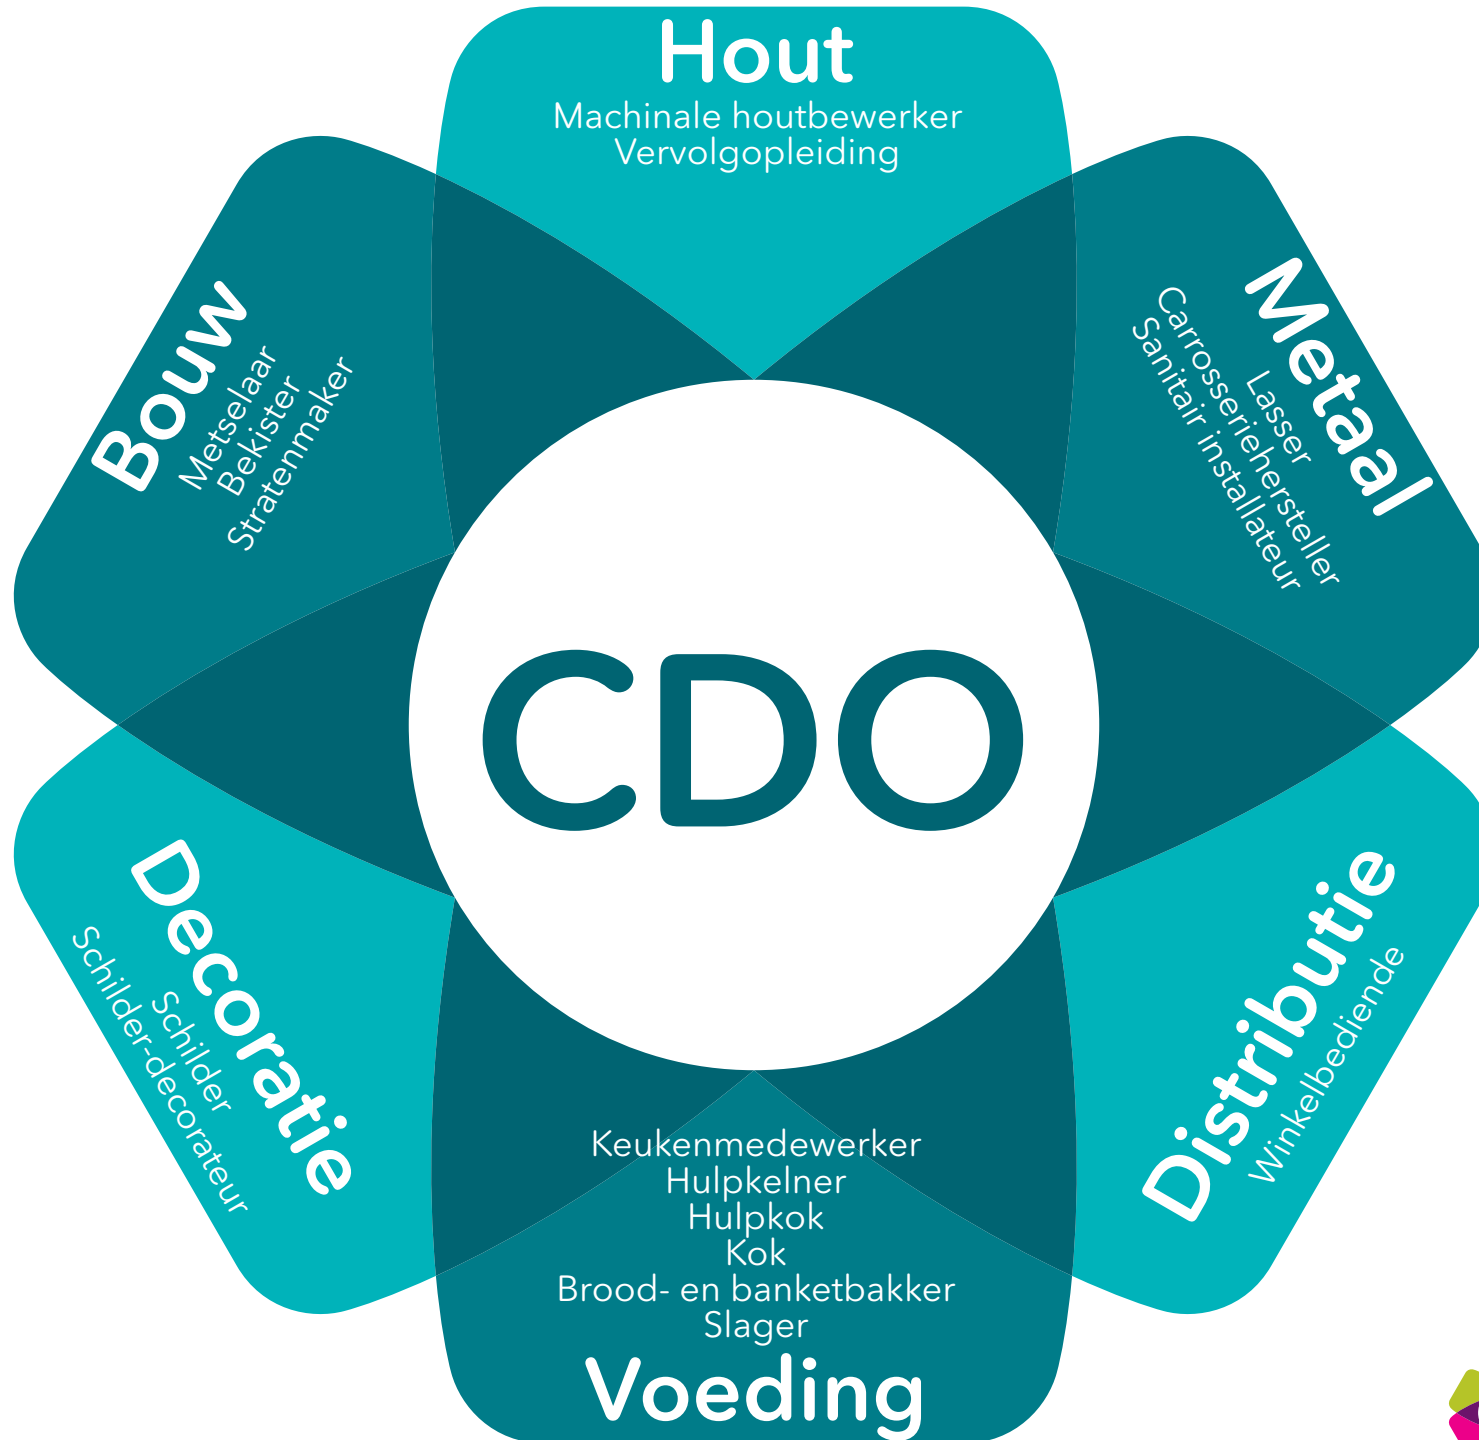 Hout
Machinale houtbewerker
Vervolgopleiding
Bouw
Metselaar
Bekister
Stratenmaker
Metaal
Lasser
Carrosseriehersteller
Sanitair installateur
CDO
Decoratie
Schilder
Schilder-decorateur
Distributie
Winkelbediende
Keukenmedewerker
Hulpkelner
Hulpkok
Kok
Brood- en banketbakker
Slager
Voeding